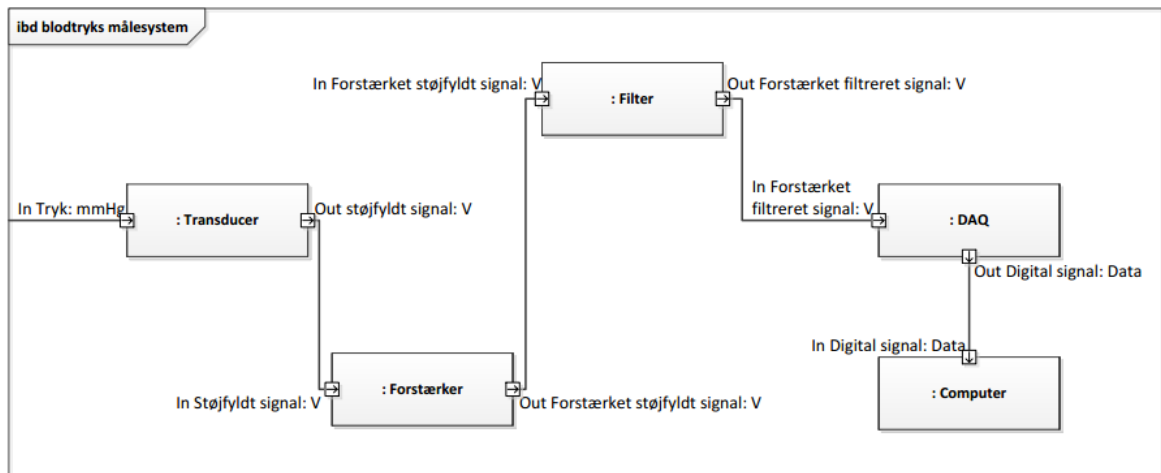 ibd blodtryks målesystem
In Forstærket støjfyldt signal: V
: Filter
Out Forstærket filtreret signal: V
In Tryk: mmHg
: Transducer
Out støjfyldt signal: V
In Forstærket
filtreret signal: V
: DAQ
Out Digital signal: Data
In Støjfyldt signal: V
: Forstærker
Out Forstærket støjfyldt signal: V
In Digital signal: Data
: Computer